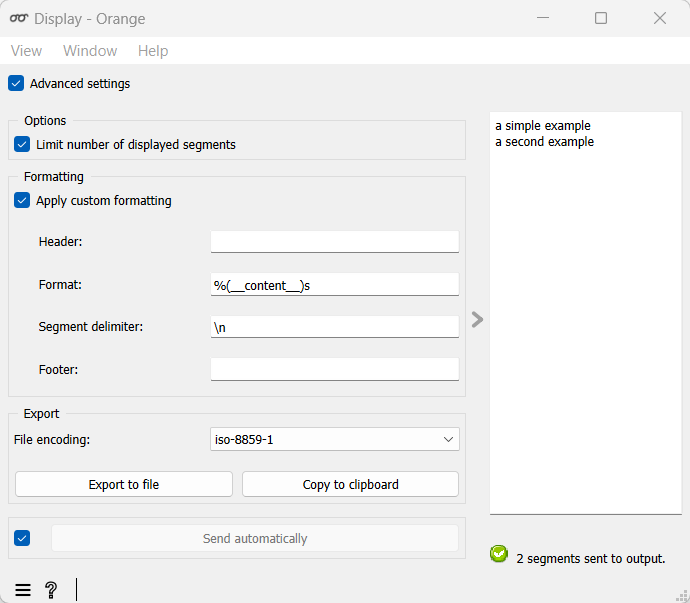 Display - Orange
View Window Help
Advanced settings
Options
Limit number of displayed segments
Formatting
Apply custom formatting
Header:
Format: %(__content__)s
Segment delimiter: \n
Footer:
Export
File encoding: iso-8859-1
Export to file Copy to clipboard
Send automatically
a simple example
a second example
2 segments sent to output.